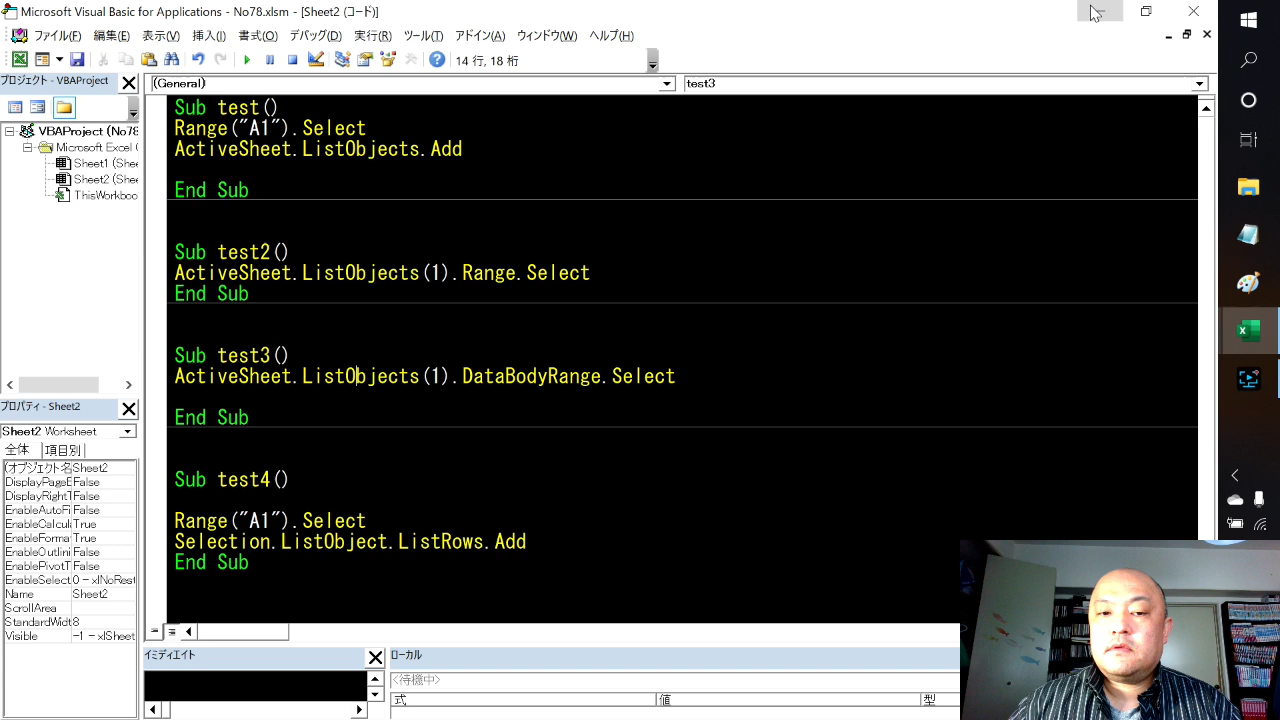 Microsoft Visual Basic for Applications - No78.xlsm - [Sheet2 (コード)]
ファイル(F) 編集(E) 表示(V) 挿入(I) 書式(O) デバッグ(D) 実行(R) ツール(T) アドイン(A) ウィンドウ(W) ヘルプ(H)
14 行, 18 桁
プロジェクト - VBAProject
(General)
test3
VBAProject (No78
Microsoft Excel (
Sheet1 (Shee
Sheet2 (Shee
ThisWorkboo
Sub test()
Range("A1").Select
ActiveSheet.ListObjects.Add
End Sub
Sub test2()
ActiveSheet.ListObjects(1).Range.Select
End Sub
Sub test3()
ActiveSheet.ListObjects(1).DataBodyRange.Select
End Sub
Sub test4()
Range("A1").Select
Selection.ListObject.ListRows.Add
End Sub
プロパティ - Sheet2
Sheet2 Worksheet
全体 項目別
(オブジェクト名 Sheet2
DisplayPageE False
DisplayRightT False
EnableAutoFi False
EnableCalcul True
EnableForma True
EnableOutlini False
EnablePivotT False
EnableSelect 0 - xlNoRest
Name Sheet2
ScrollArea
StandardWidt 8
Visible -1 - xlSheet
イミディエイト
ローカル
<待機中>
式 値 型